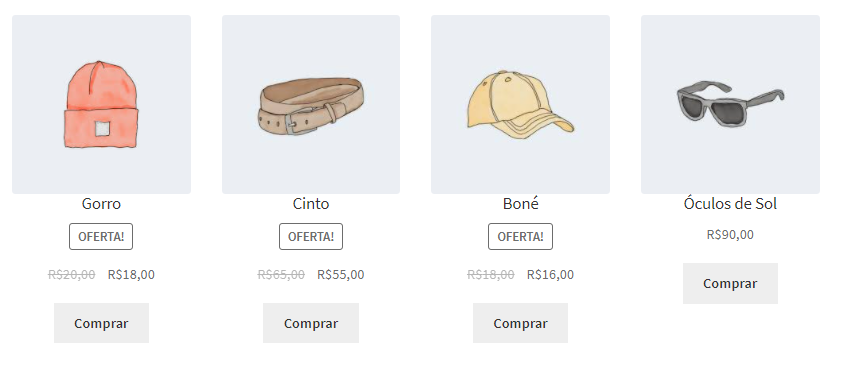 Gorro
OFERTA!
R$20,00 R$18,00
Comprar
Cinto
OFERTA!
R$65,00 R$55,00
Comprar
Boné
OFERTA!
R$18,00 R$16,00
Comprar
Óculos de Sol
R$90,00
Comprar